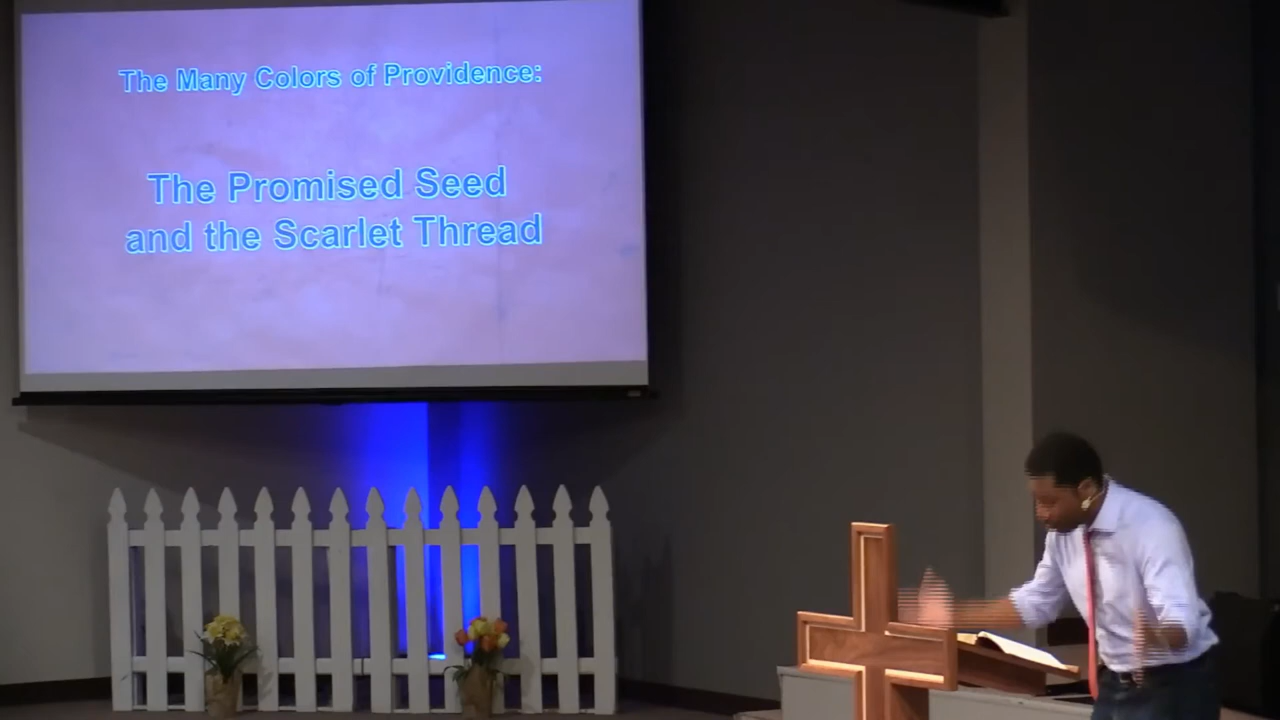 The Many Colors of Providence:
The Promised Seed
and the Scarlet Thread